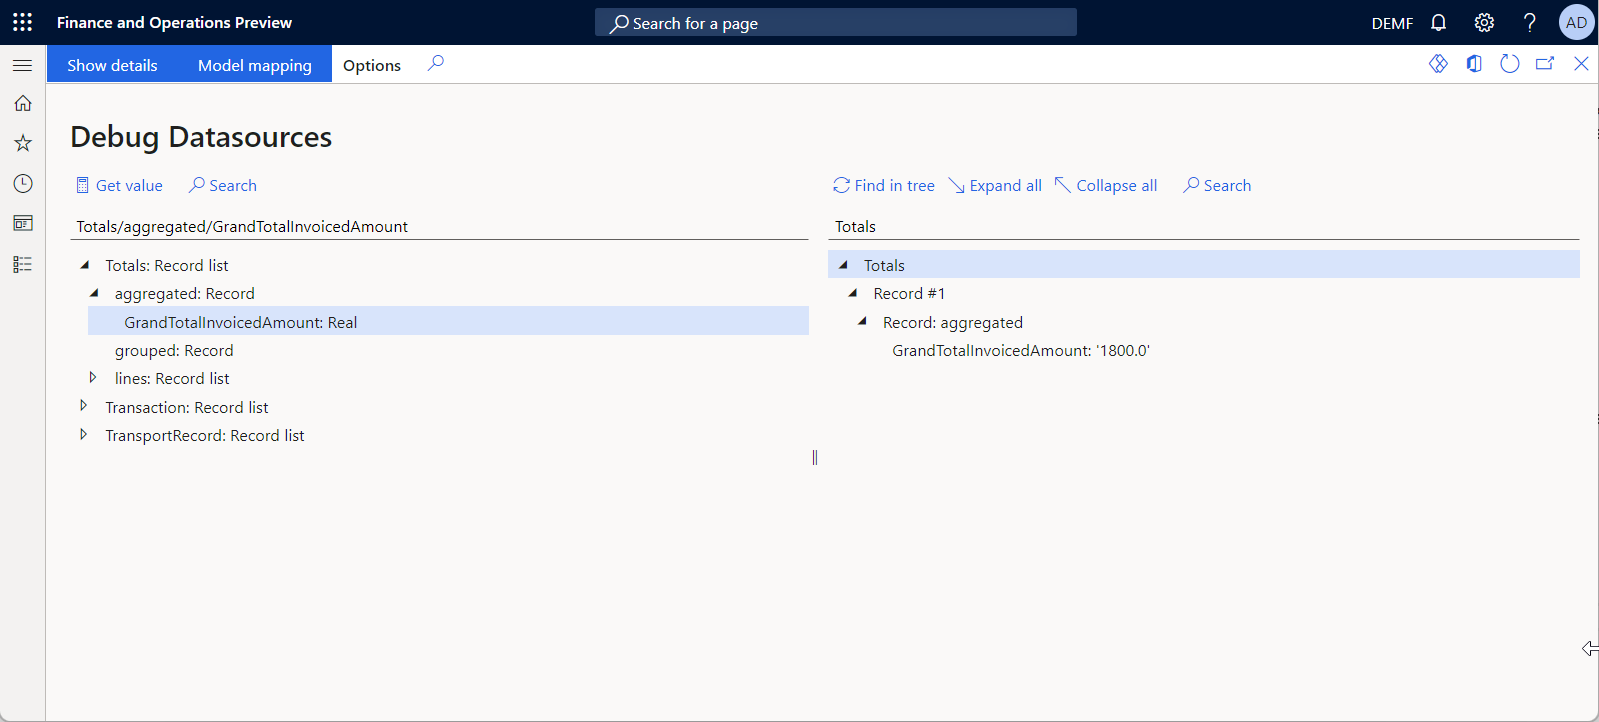 Finance and Operations Preview
Search for a page
DEMF
?
AD
Show details
Model mapping
Options
Debug Datasources
Get value
Search
Find in tree
Expand all
Collapse all
Search
Totals/aggregated/GrandTotalInvoicedAmount
Totals: Record list
aggregated: Record
GrandTotalInvoicedAmount: Real
grouped: Record
lines: Record list
Transaction: Record list
TransportRecord: Record list
Totals
Totals
Record #1
Record: aggregated
GrandTotalInvoicedAmount: '1800.0'